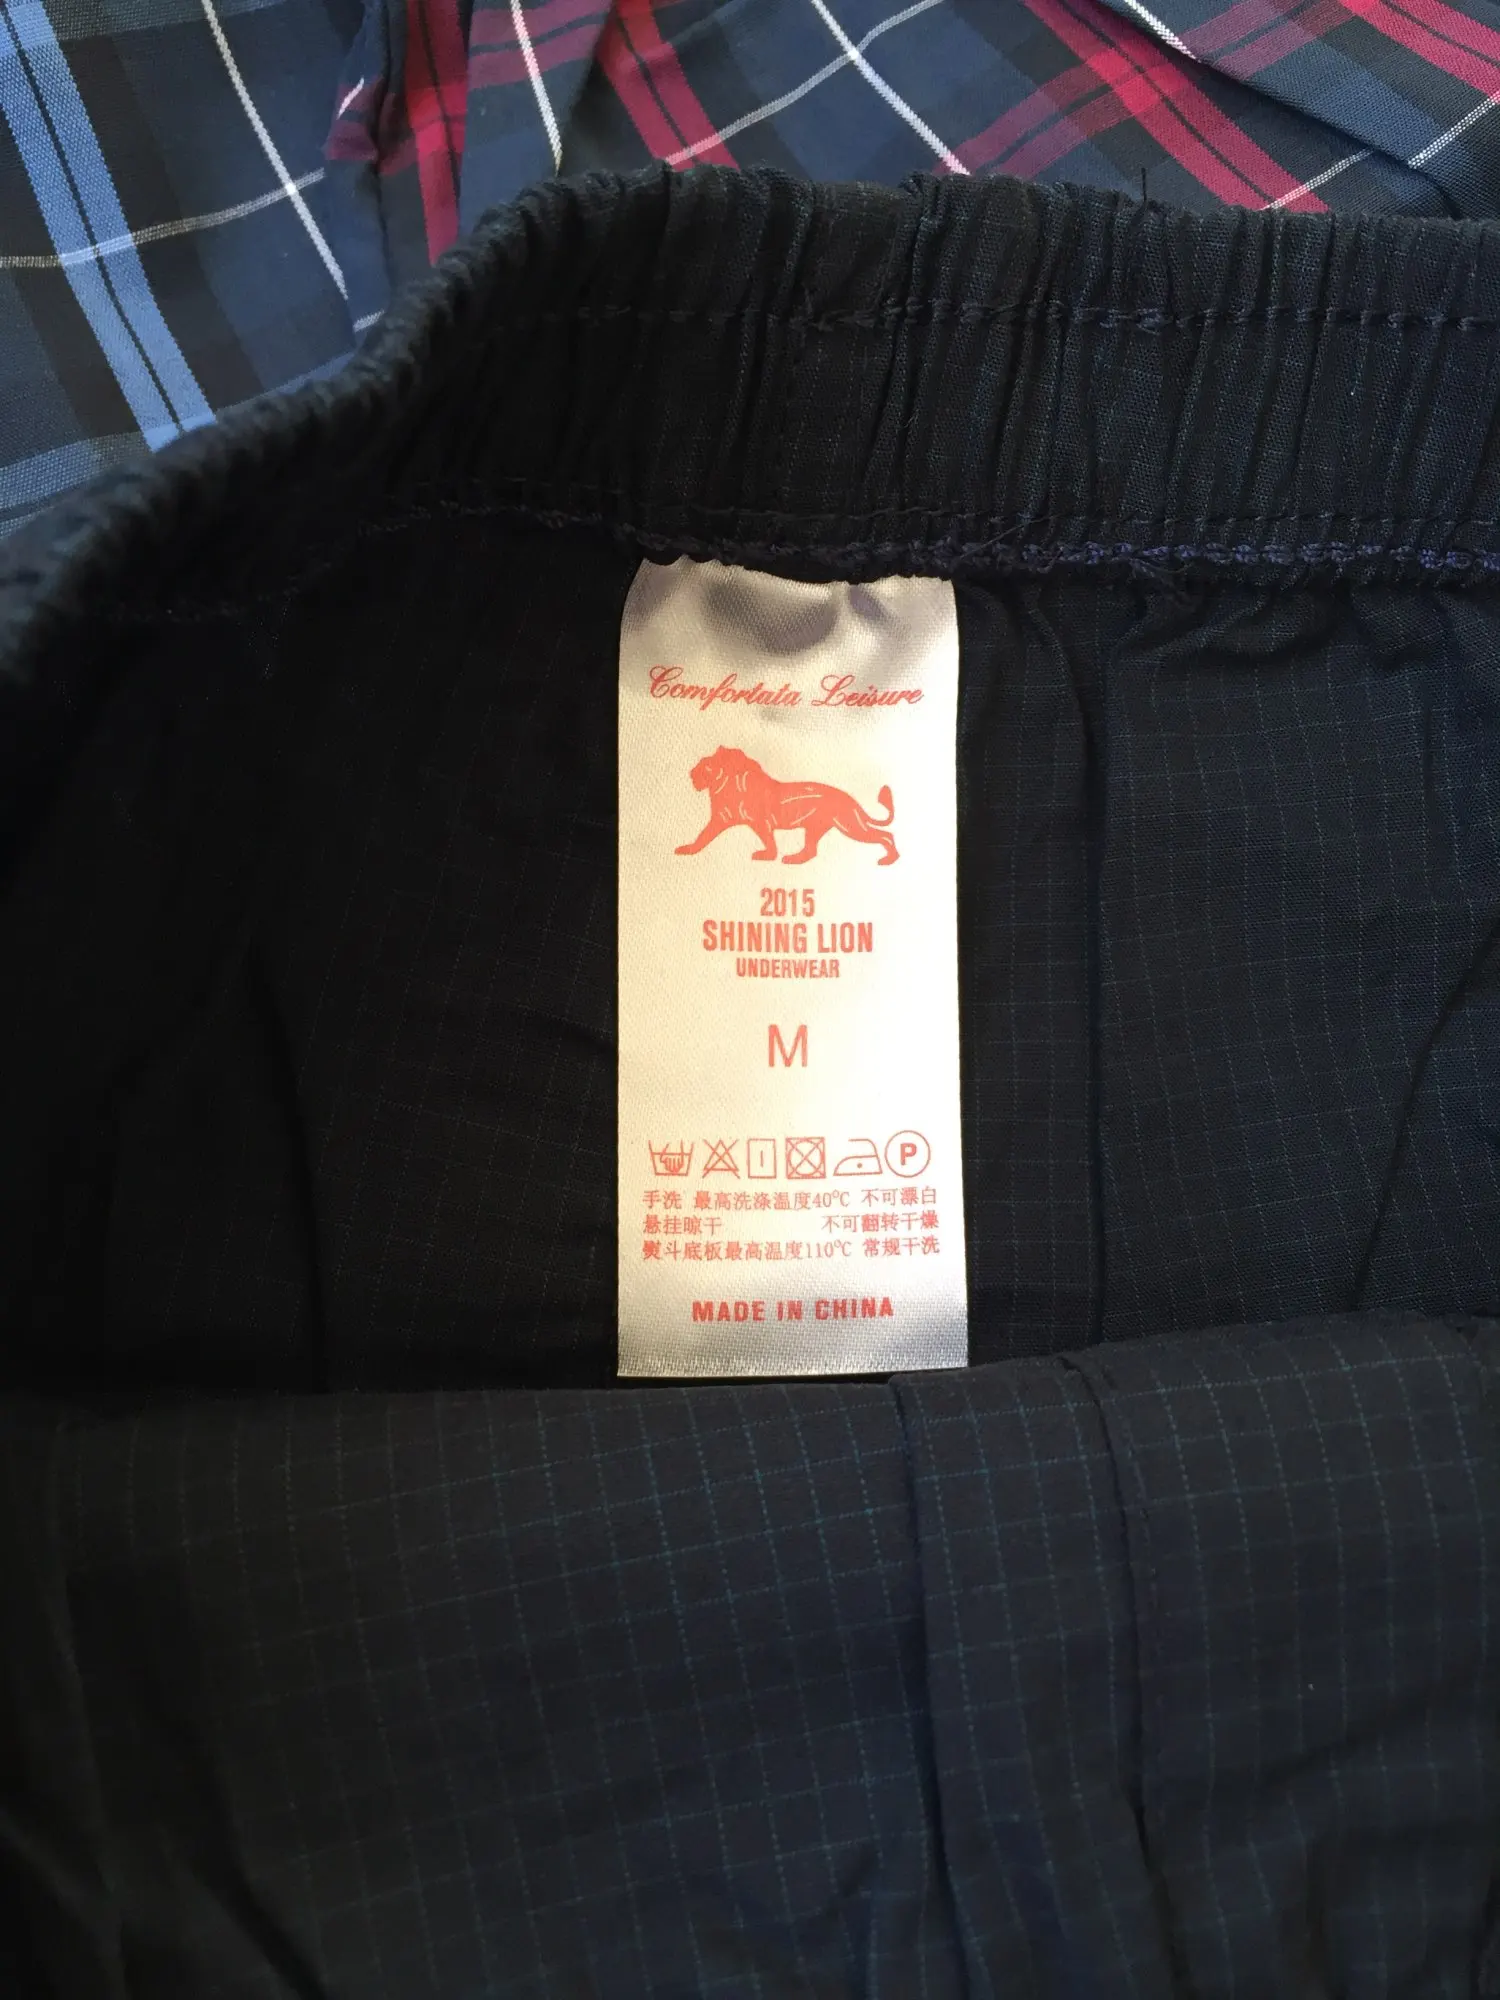 Comfortata Leisure
2015
SHINING LION
UNDERWEAR
M
P
手洗 最高洗涤温度40℃ 不可漂白
悬挂晾干 不可翻转干燥
熨斗底板最高温度110℃ 常规干洗
MADE IN CHINA